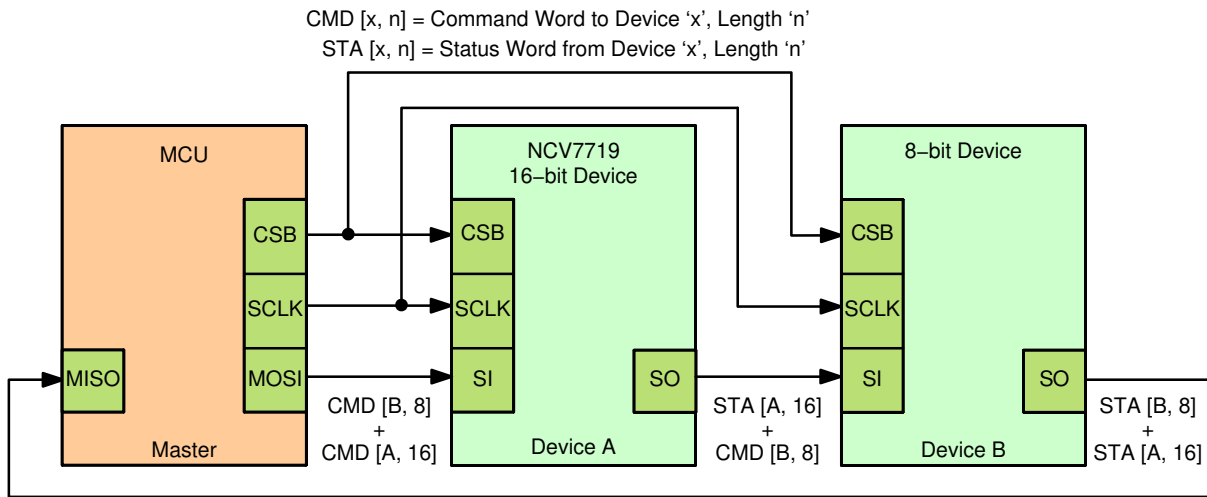 CMD [x, n] = Command Word to Device ‘x’, Length ‘n’
STA [x, n] = Status Word from Device ‘x’, Length ‘n’
MCU
CSB
SCLK
MISO
MOSI
Master
CMD [B, 8]
+
CMD [A, 16]
NCV7719
16−bit Device
CSB
SCLK
SI
SO
Device A
STA [A, 16]
+
CMD [B, 8]
8−bit Device
CSB
SCLK
SI
SO
Device B
STA [B, 8]
+
STA [A, 16]